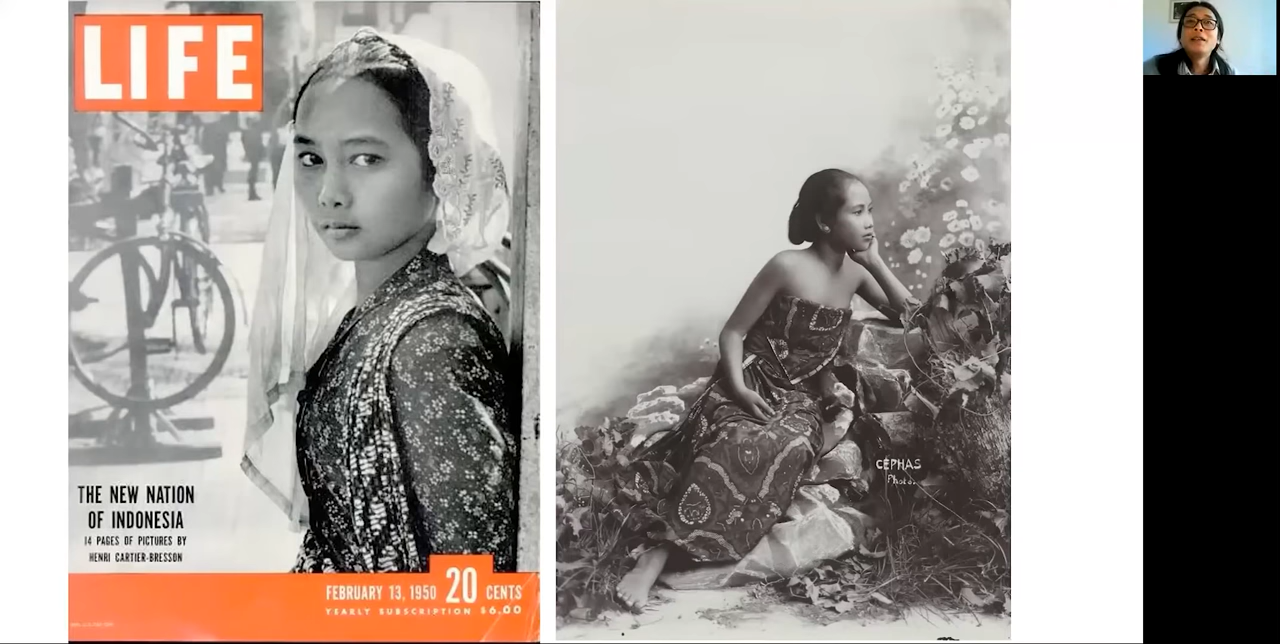 LIFE
THE NEW NATION
OF INDONESIA
14 PAGES OF PICTURES BY
HENRI CARTIER-BRESSON
FEBRUARY 13, 1950 20 CENTS
YEARLY SUBSCRIPTION $6.00
CEPHAS
Photo.